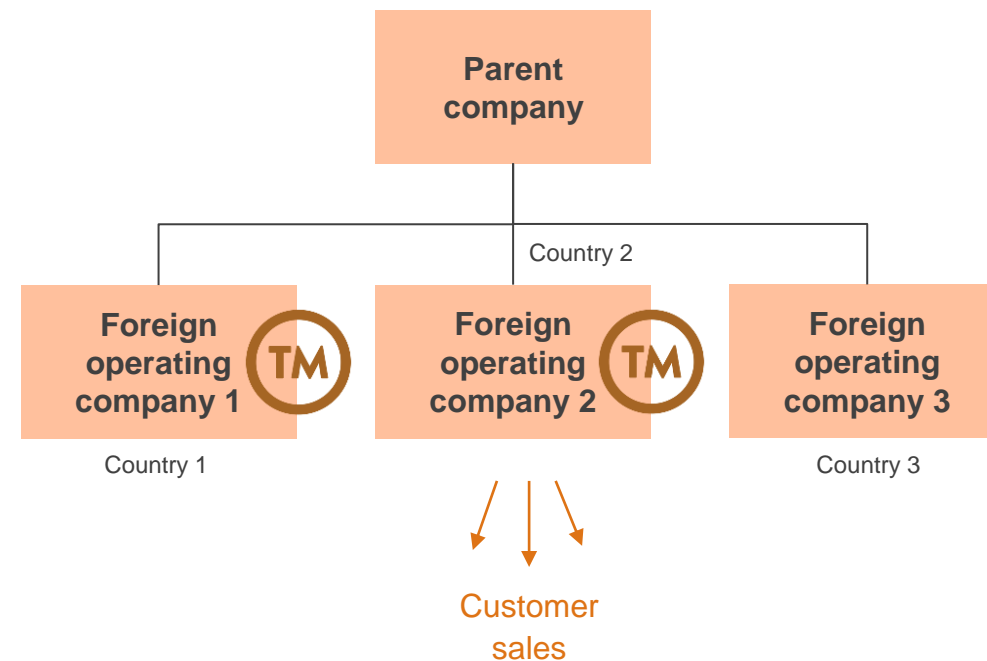 Parent
company
Country 2
Foreign
operating
company 1
TM
Foreign
operating
company 2
TM
Foreign
operating
company 3
Country 1
Country 3
Customer
sales